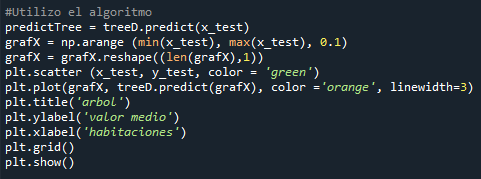 #Utilizo el algoritmo
predictTree = treeD.predict(x_test)
grafX = np.arange (min(x_test), max(x_test), 0.1)
grafX = grafX.reshape((len(grafX),1))
plt.scatter (x_test, y_test, color = 'green')
plt.plot(grafX, treeD.predict(grafX), color ='orange', linewidth=3)
plt.title('arbol')
plt.ylabel('valor medio')
plt.xlabel('habitaciones')
plt.grid()
plt.show()